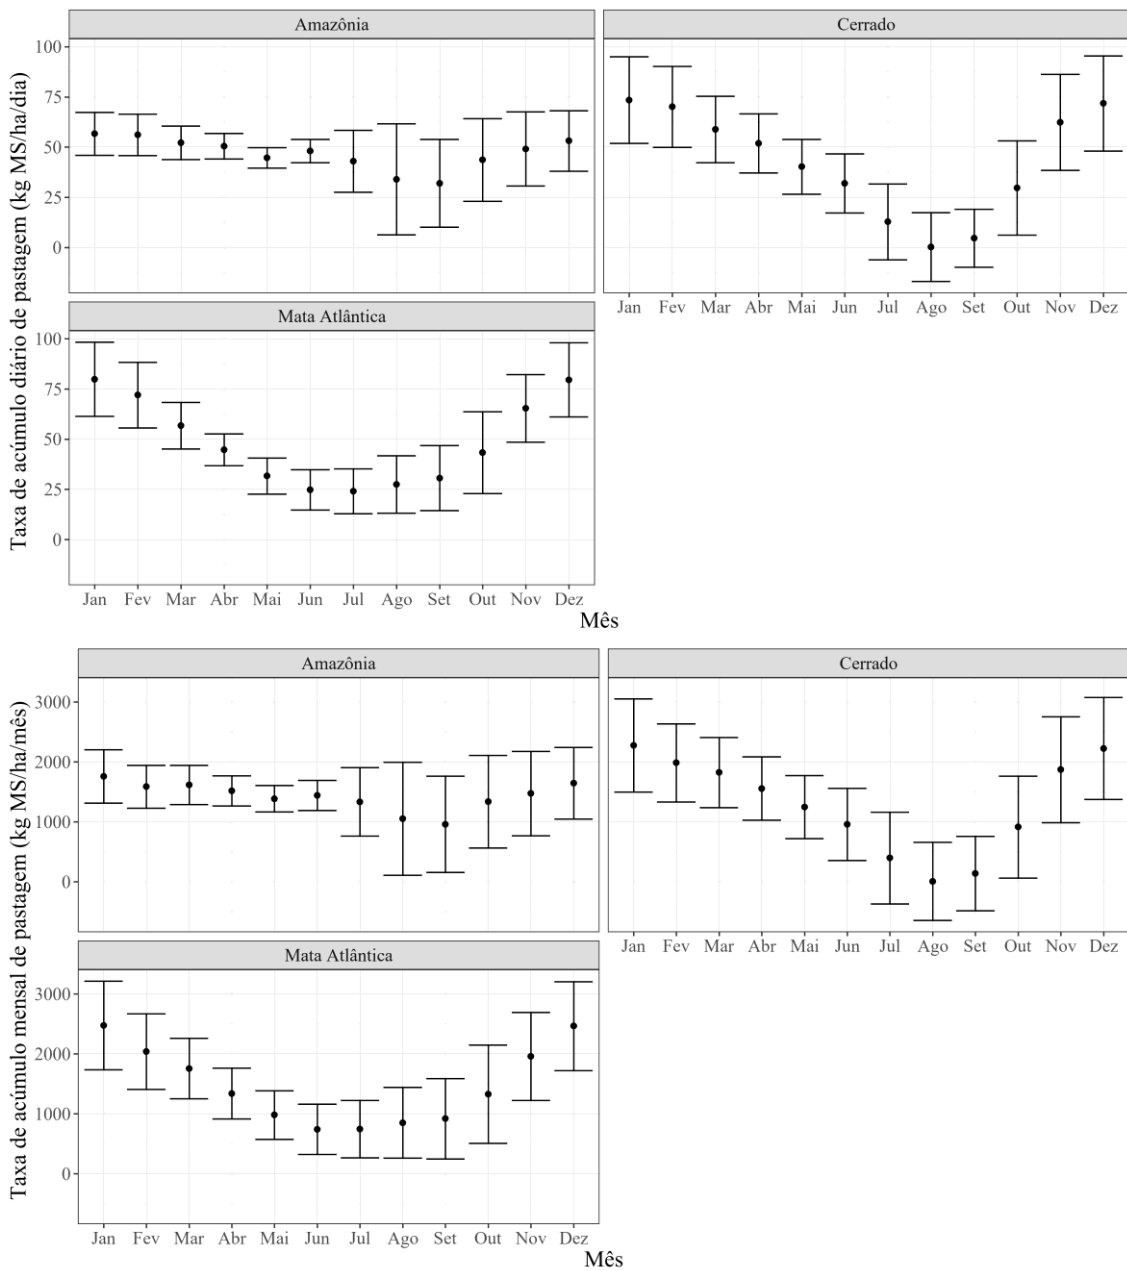 Amazônia
Cerrado
Taxa de acúmulo diário de pastagem (kg MS/ha/dia)
100
75
50
25
0
Jan Fev Mar Abr Mai Jun Jul Ago Set Out Nov Dez
Mata Atlântica
100
75
50
25
0
Jan Fev Mar Abr Mai Jun Jul Ago Set Out Nov Dez
Mês
Amazônia
Cerrado
Taxa de acúmulo mensal de pastagem (kg MS/ha/mês)
3000
2000
1000
0
Jan Fev Mar Abr Mai Jun Jul Ago Set Out Nov Dez
Mata Atlântica
3000
2000
1000
0
Jan Fev Mar Abr Mai Jun Jul Ago Set Out Nov Dez
Mês